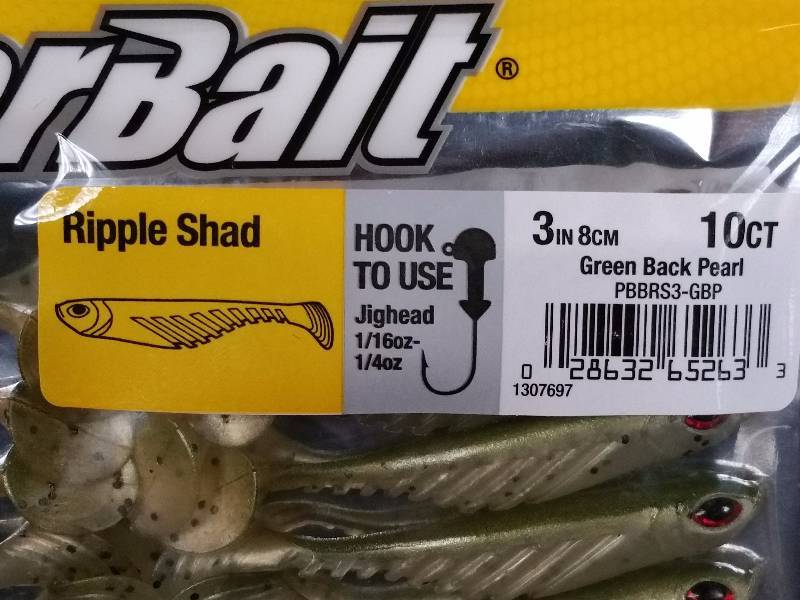 erBait®
Ripple Shad
HOOK
TO USE
Jighead
1/16oz-
1/4oz
3IN 8CM 10CT
Green Back Pearl
PBBRS3-GBP
0 28632 65263 3
1307697